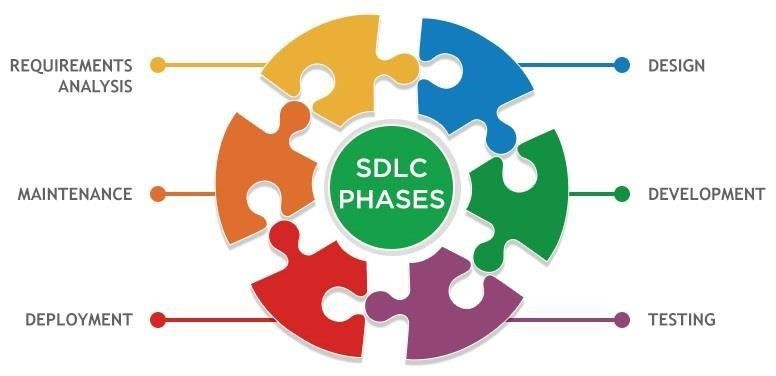 REQUIREMENTS
ANALYSIS
DESIGN
SDLC
PHASES
MAINTENANCE
DEVELOPMENT
DEPLOYMENT
TESTING